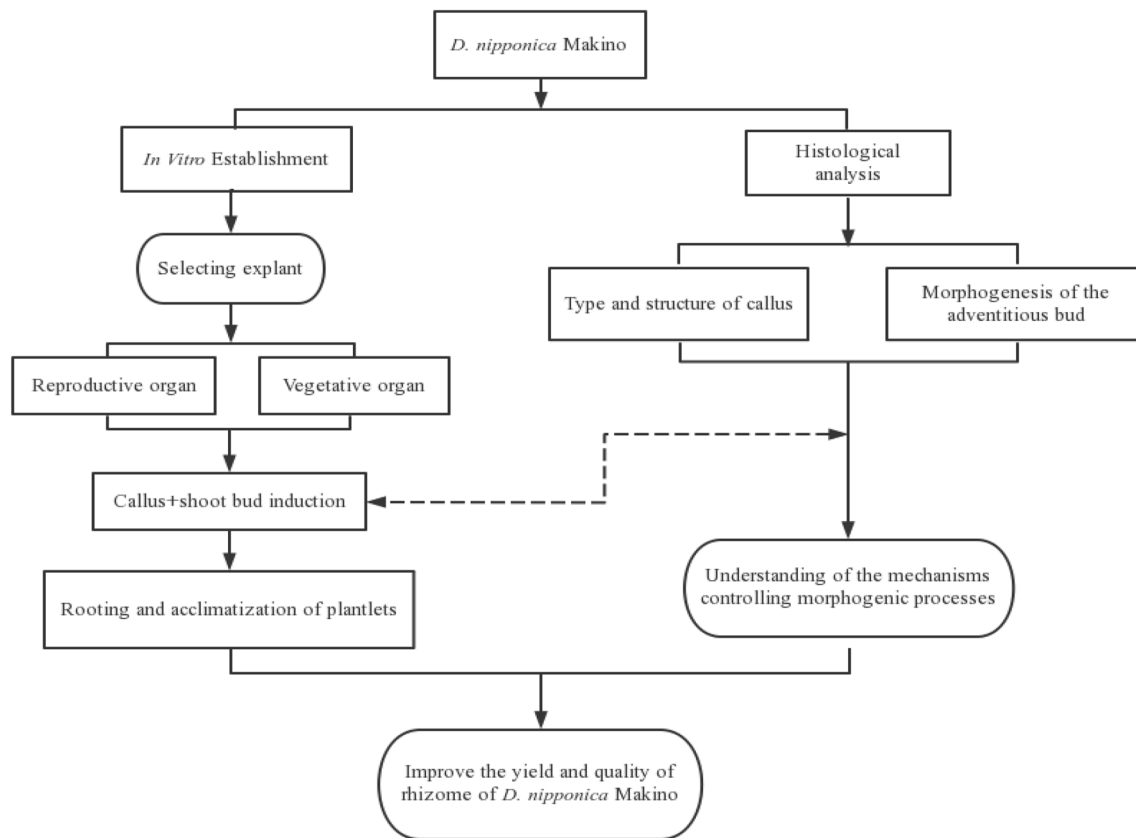 D. nipponica Makino
In Vitro Establishment
Histological
analysis
Selecting explant
Type and structure of callus
Morphogenesis of the
adventitious bud
Reproductive organ
Vegetative organ
Callus+shoot bud induction
Rooting and acclimatization of plantlets
Understanding of the mechanisms
controlling morphogenic processes
Improve the yield and quality of
rhizome of D. nipponica Makino